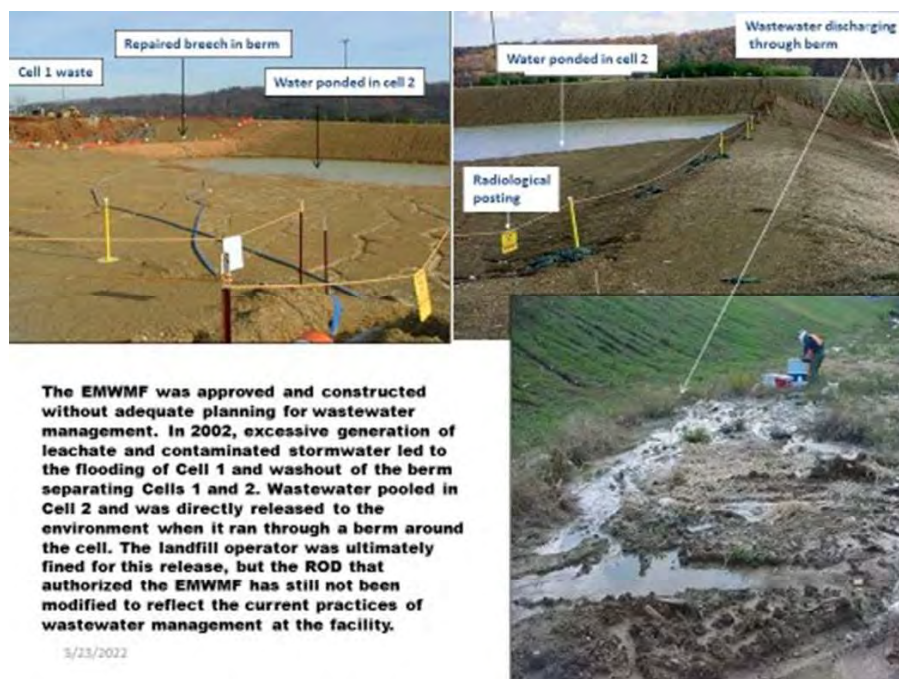 Repaired breech in berm
Cell 1 waste
Water ponded in cell 2
Wastewater discharging
through berm
Water ponded in cell 2
Radiological
posting
The EMWMF was approved and constructed
without adequate planning for wastewater
management. In 2002, excessive generation of
leachate and contaminated stormwater led to
the flooding of Cell 1 and washout of the berm
separating Cells 1 and 2. Wastewater pooled in
Cell 2 and was directly released to the
environment when it ran through a berm around
the cell. The landfill operator was ultimately
fined for this release, but the ROD that
authorized the EMWMF has still not been
modified to reflect the current practices of
wastewater management at the facility.
5/23/2022